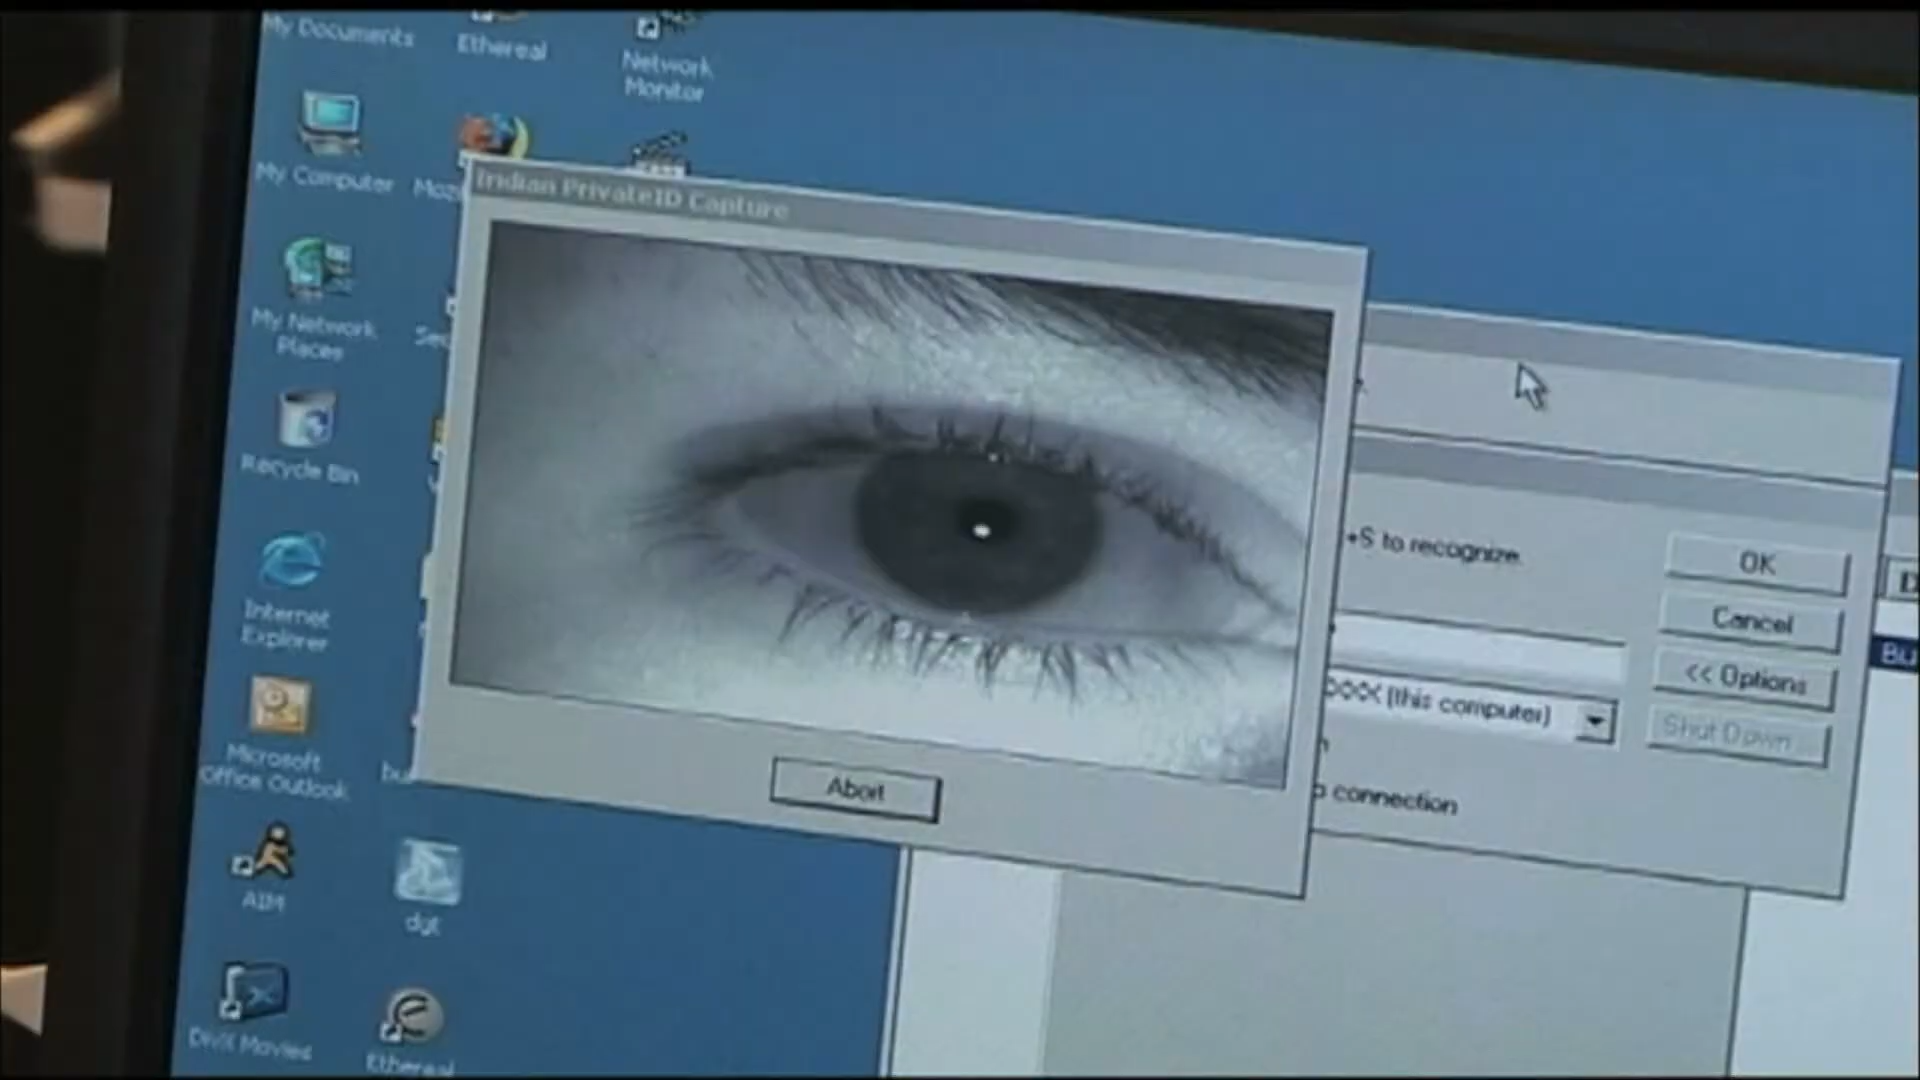 My Documents
Ethereal
Network
Monitor
My Computer
Iridian PrivateID Capture
My Network
Places
Recycle Bin
+S to recognize.
OK
Cancel
Internet
Explorer
<< Options
(this computer)
Shut Down...
Microsoft
Office Outlook
Abort
connection
AIM
dgt
DivX Movies
Ethereal